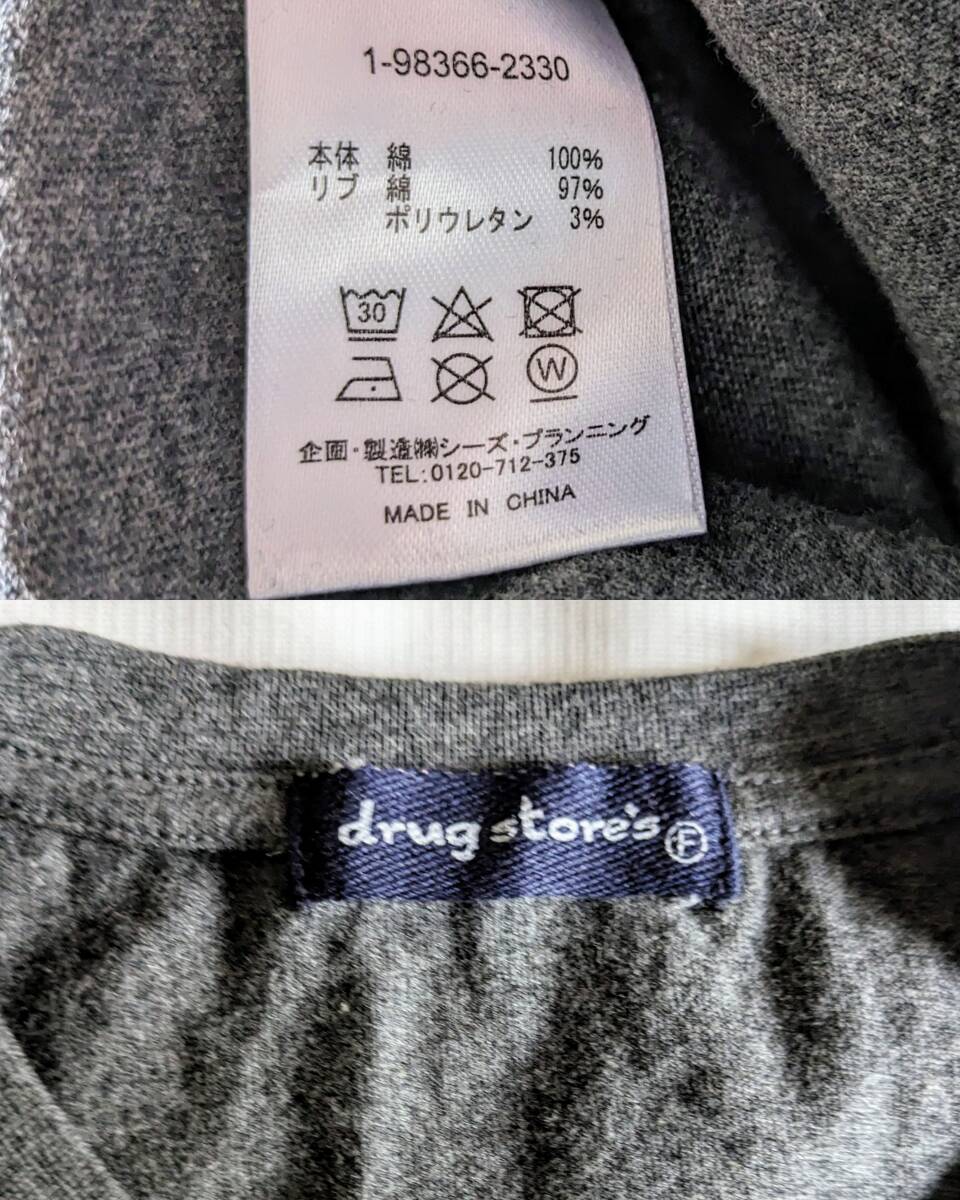 1-98366-2330
本体 綿 100%
リブ 綿 97%
ポリウレタン 3%
30
W
企画・製造㈱シーズ・プランニング
TEL:0120-712-375
MADE IN CHINA
drug store's Ⓕ